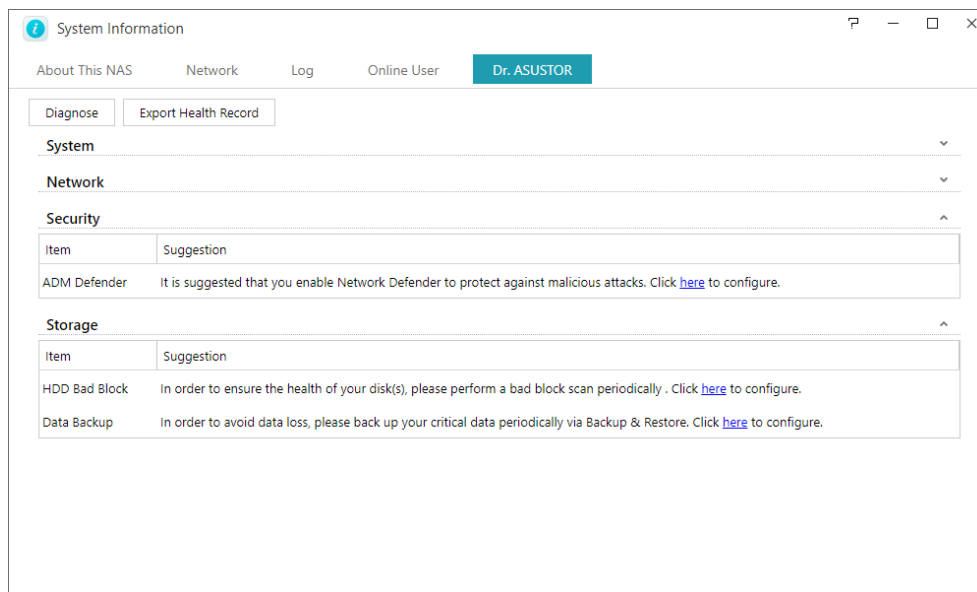 System Information
About This NAS Network Log Online User Dr. ASUSTOR
Diagnose Export Health Record
System
Network
Security
Item Suggestion
ADM Defender It is suggested that you enable Network Defender to protect against malicious attacks. Click here to configure.
Storage
Item Suggestion
HDD Bad Block In order to ensure the health of your disk(s), please perform a bad block scan periodically . Click here to configure.
Data Backup In order to avoid data loss, please back up your critical data periodically via Backup & Restore. Click here to configure.